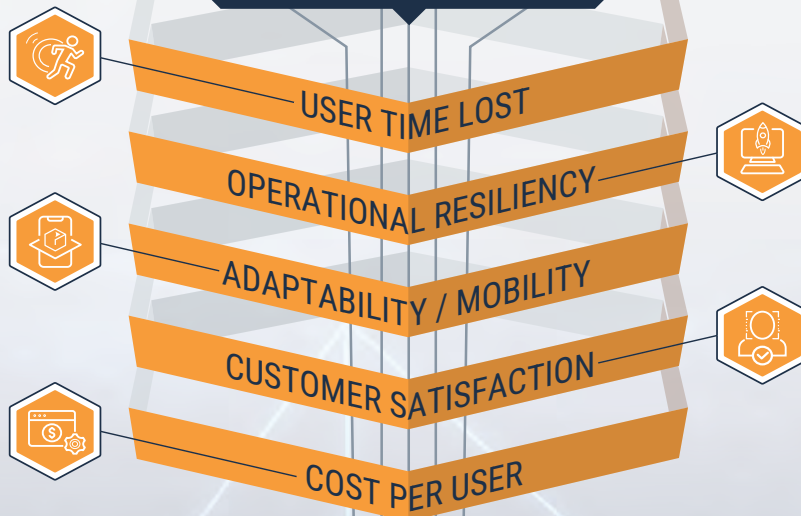 USER TIME LOST
OPERATIONAL RESILIENCY
ADAPTABILITY / MOBILITY
CUSTOMER SATISFACTION
$
COST PER USER